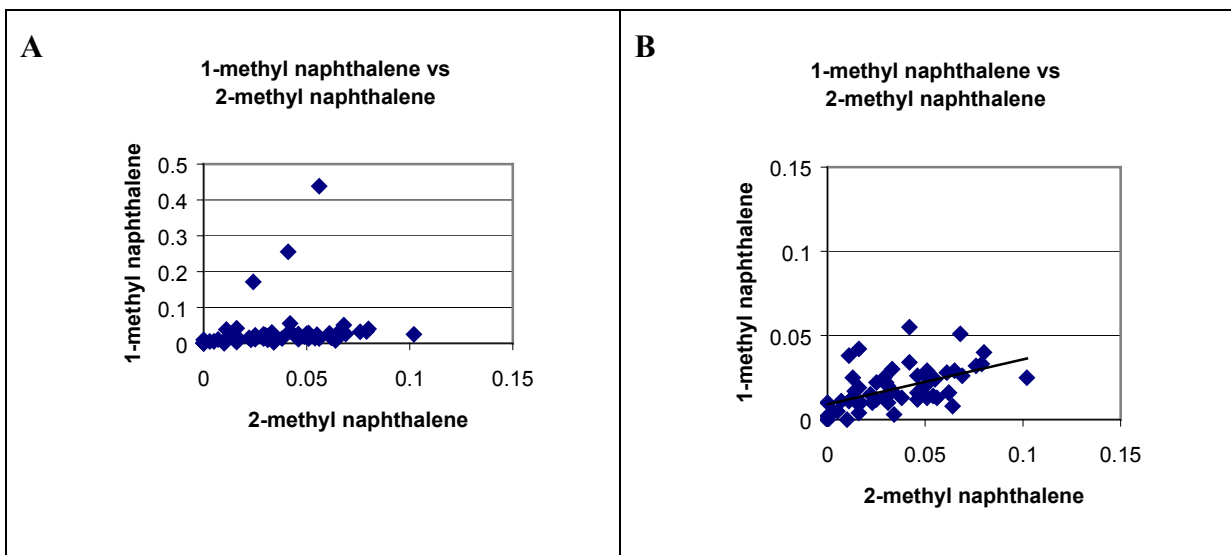 A
1-methyl naphthalene vs
2-methyl naphthalene
1-methyl naphthalene
0.5
0.4
0.3
0.2
0.1
0
0
0.05
0.1
0.15
2-methyl naphthalene
B
1-methyl naphthalene vs
2-methyl naphthalene
1-methyl naphthalene
0.15
0.1
0.05
0
0
0.05
0.1
0.15
2-methyl naphthalene